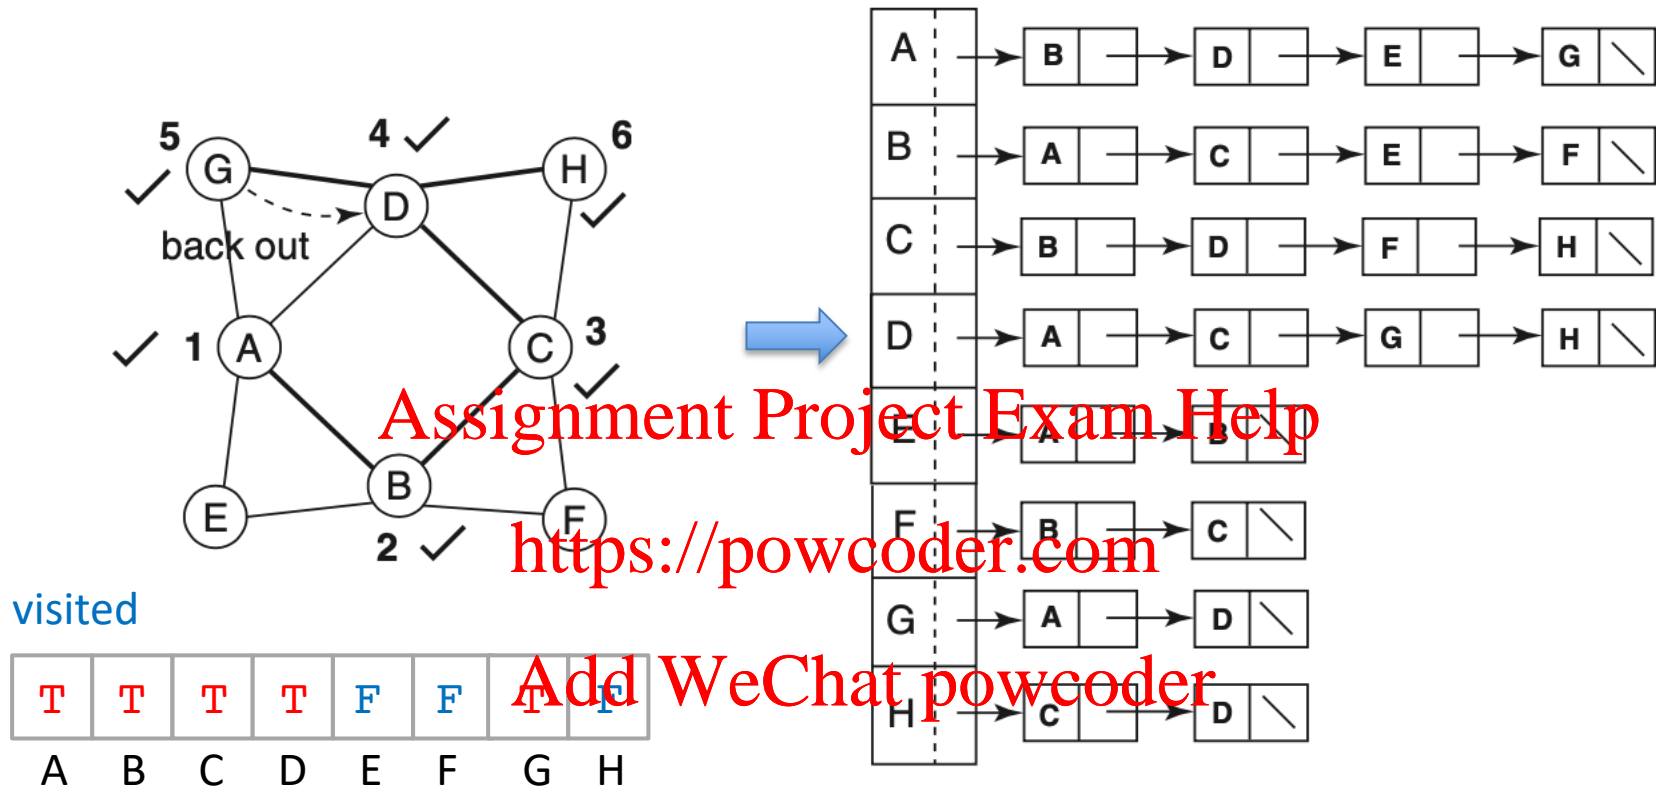 5 G 4 D H 6
back out
1 A C 3
E B F
2
visited
T T T T F F T F
A B C D E F G H
A B D E G
B A C E F
C B D F H
D A C G H
E A B
F B C
G A D
H C D
Assignment Project Exam Help
https://powcoder.com
Add WeChat powcoder